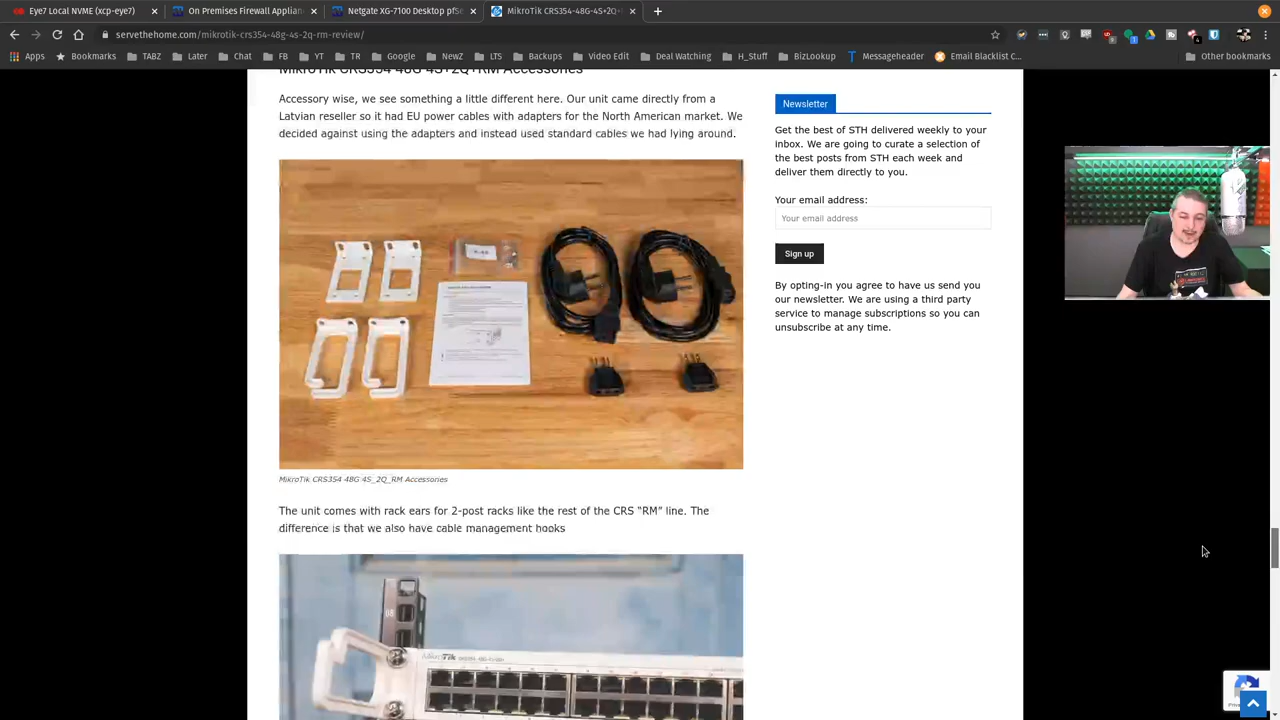 Eye7 Local NVME (xcp-eye7)
On Premises Firewall Applian
Netgate XG-7100 Desktop pfSe
MikroTik CRS354-48G-4S+2Q+
servethehome.com/mikrotik-crs354-48g-4s-2q-rm-review/
Apps
Bookmarks
TABZ
Later
Chat
FB
YT
TR
Google
NewZ
LTS
Backups
Video Edit
Deal Watching
H_Stuff
BizLookup
Messageheader
Email Blacklist C...
Other bookmarks
MikroTik CRS354 48G 4S+2Q+RM Accessories
Accessory wise, we see something a little different here. Our unit came directly from a
Latvian reseller so it had EU power cables with adapters for the North American market. We
decided against using the adapters and instead used standard cables we had lying around.
MikroTik CRS354 48G 4S_2Q_RM Accessories
The unit comes with rack ears for 2-post racks like the rest of the CRS “RM” line. The
difference is that we also have cable management hooks
MikroTik
Newsletter
Get the best of STH delivered weekly to your
inbox. We are going to curate a selection of
the best posts from STH each week and
deliver them directly to you.
Your email address:
Your email address
Sign up
By opting-in you agree to have us send you
our newsletter. We are using a third party
service to manage subscriptions so you can
unsubscribe at any time.